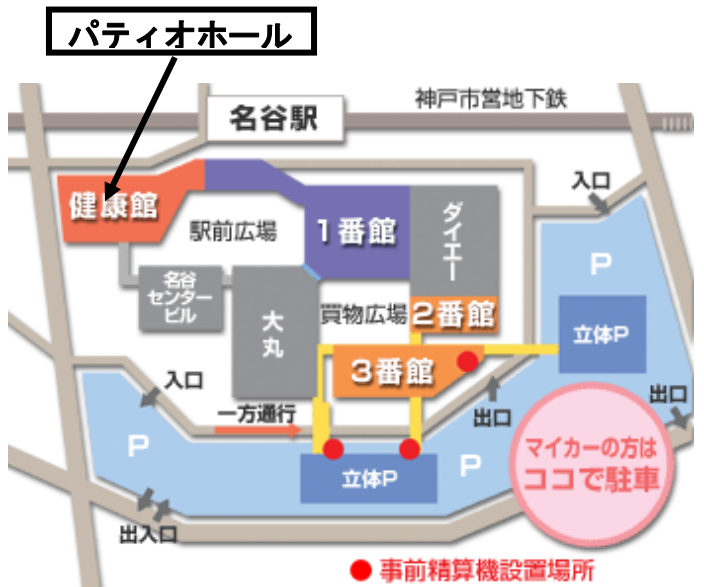 パティオホール
神戸市営地下鉄
名谷駅
入口
健康館
駅前広場
1番館
ダイエー
P
名谷
センター
ビル
大丸
買物広場
2番館
立体P
3番館
入口
出口
出口
一方通行
マイカーの方は
ココで駐車
P
立体P
P
出入口
事前精算機設置場所